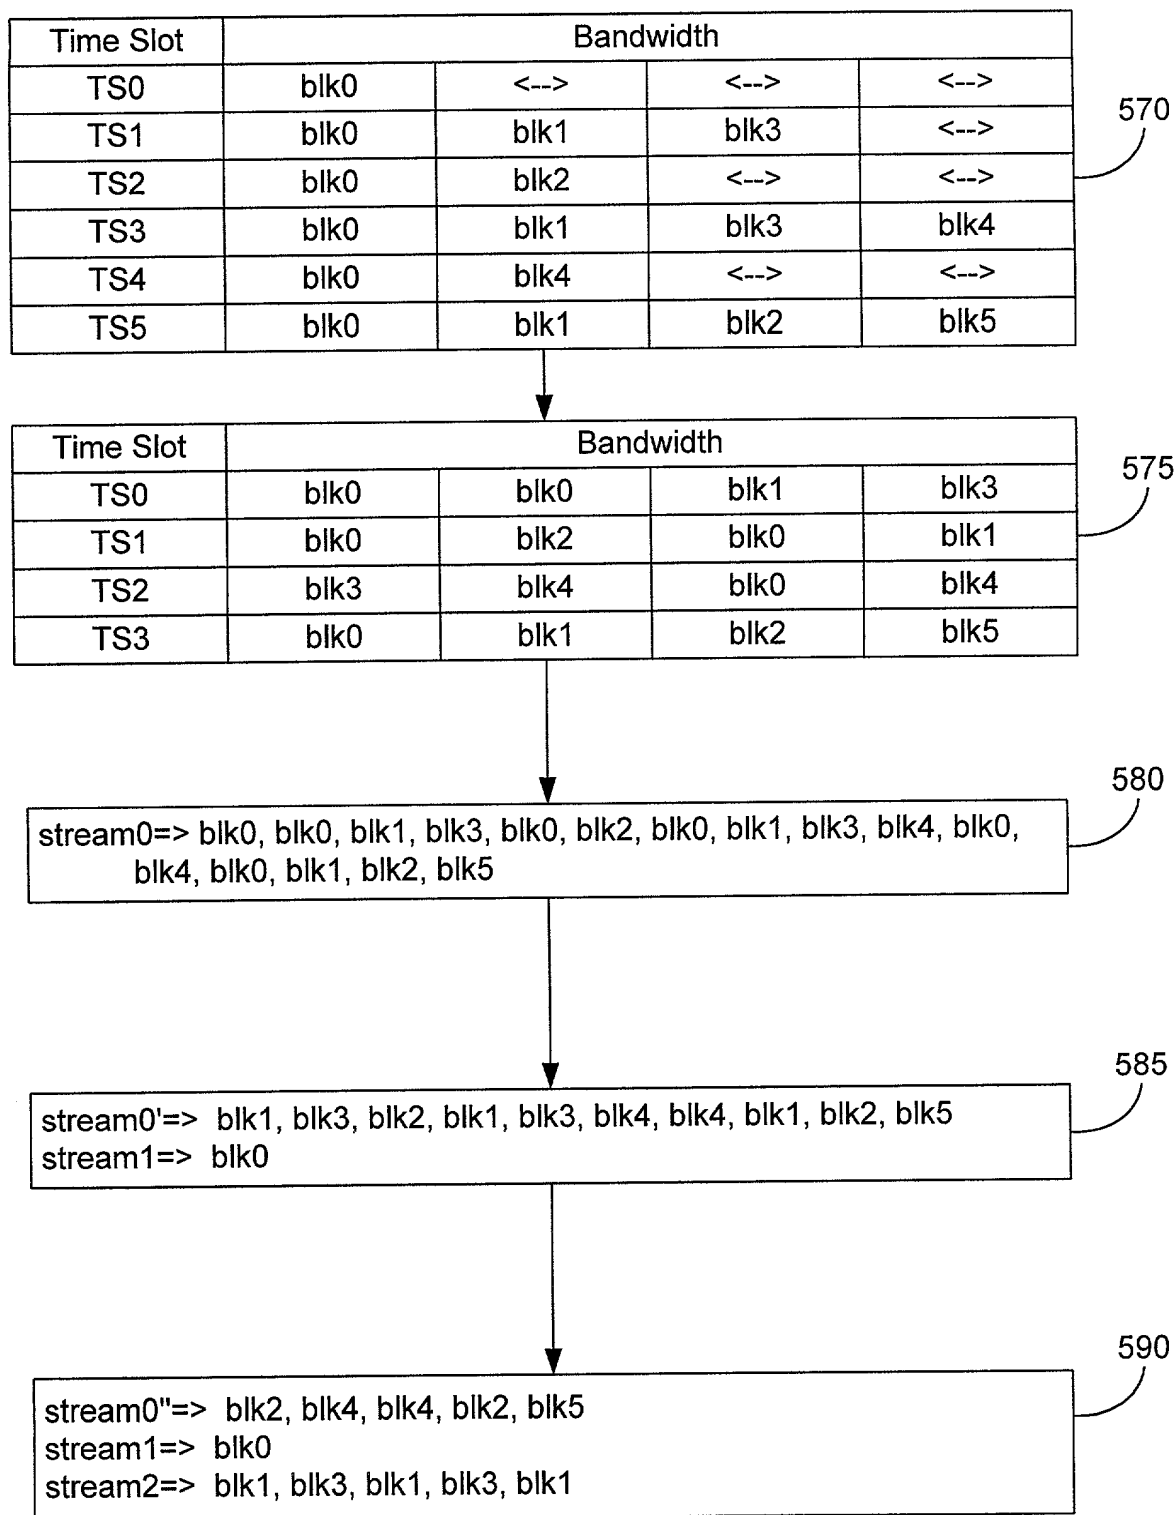 Time Slot Bandwidth
TS0 blk0 <--> <--> <-->
570
TS1 blk0 blk1 blk3 <-->
TS2 blk0 blk2 <--> <-->
TS3 blk0 blk1 blk3 blk4
TS4 blk0 blk4 <--> <-->
TS5 blk0 blk1 blk2 blk5
Time Slot Bandwidth
575
TS0 blk0 blk0 blk1 blk3
TS1 blk0 blk2 blk0 blk1
TS2 blk3 blk4 blk0 blk4
TS3 blk0 blk1 blk2 blk5
580
stream0=> blk0, blk0, blk1, blk3, blk0, blk2, blk0, blk1, blk3, blk4, blk0,
blk4, blk0, blk1, blk2, blk5
585
stream0'=> blk1, blk3, blk2, blk1, blk3, blk4, blk4, blk1, blk2, blk5
stream1=> blk0
590
stream0"=> blk2, blk4, blk4, blk2, blk5
stream1=> blk0
stream2=> blk1, blk3, blk1, blk3, blk1